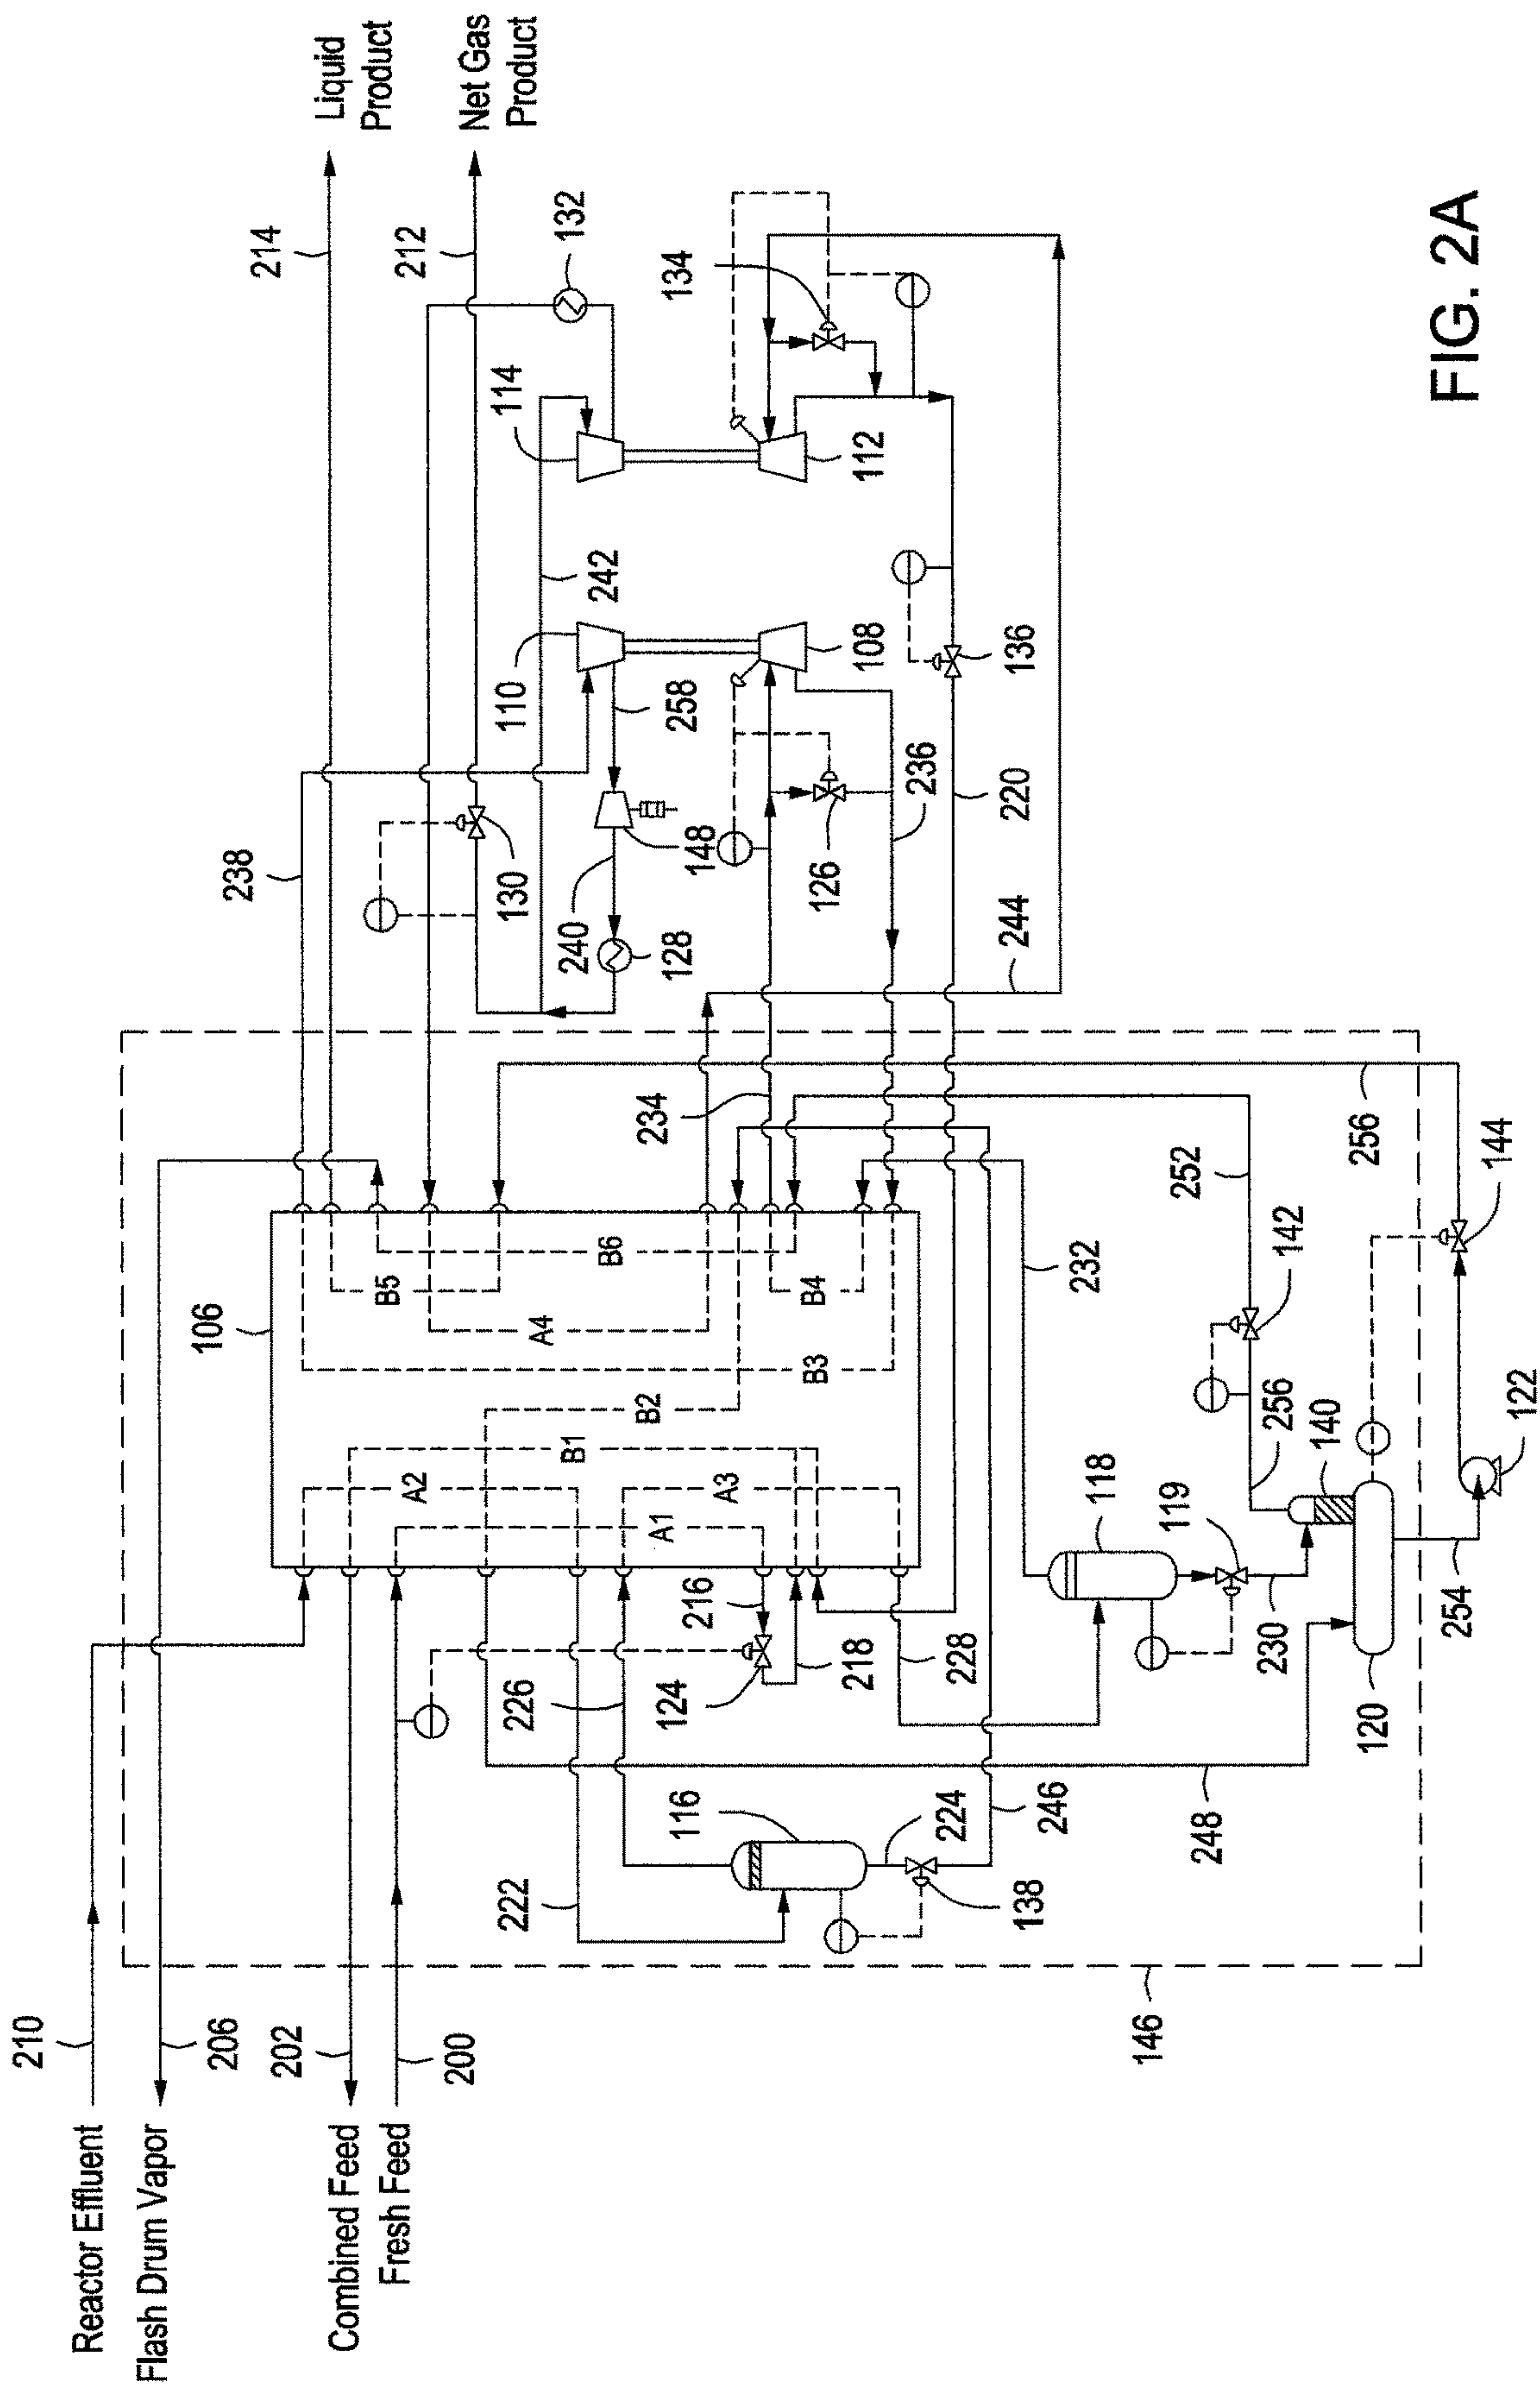 210
Reactor Effluent
Flash Drum Vapor
206
106
238
214
202
Liquid
Product
Combined Feed
Fresh Feed
B5
212
A2
200
Net Gas
Product
222
226
130
110
114
A4
B1
240
132
242
B2
B6
234
A1
124
128
258
134
116
216
148
A3
B3
B4
126
218
108
112
236
224
228
244
220
136
138
246
232
118
146
119
252
248
230
256
142
140
256
120
254
144
122
FIG. 2A